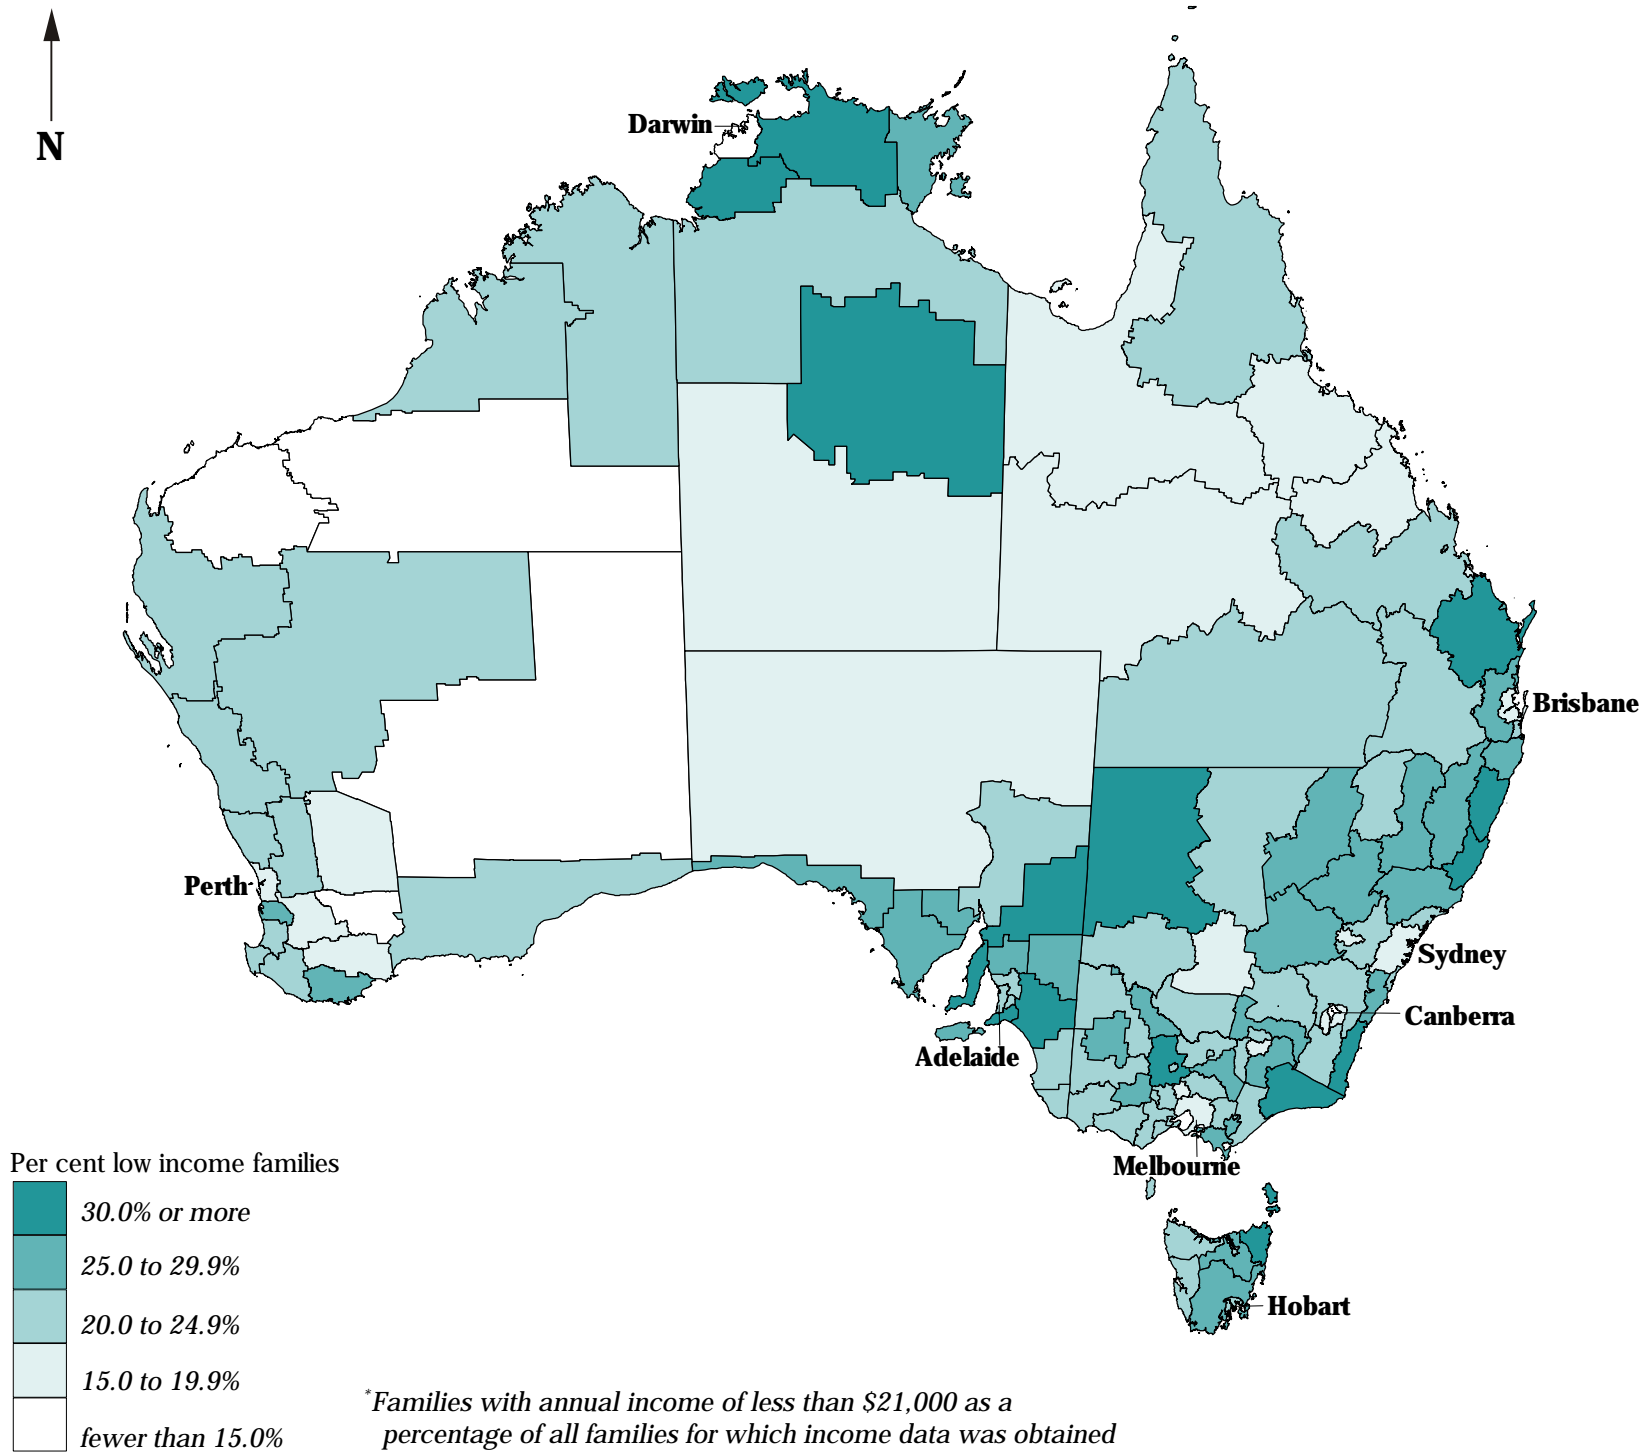 N
Darwin
Brisbane
Perth
Sydney
Canberra
Adelaide
Melbourne
Hobart
Per cent low income families
30.0% or more
25.0 to 29.9%
20.0 to 24.9%
15.0 to 19.9%
fewer than 15.0%
*Families with annual income of less than $21,000 as a
percentage of all families for which income data was obtained